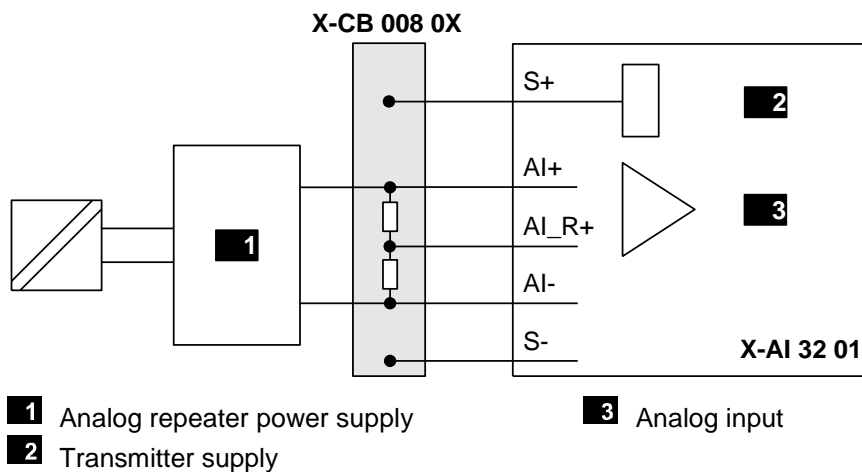 X-CB 008 0X
S+
2
AI+
3
1
AI_R+
AI-
S-
X-AI 32 01
1 Analog repeater power supply
3 Analog input
2 Transmitter supply